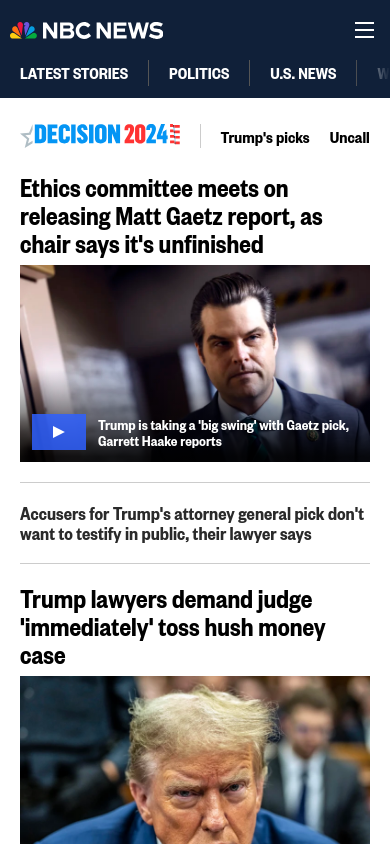 NBC NEWS
LATEST STORIES
POLITICS
U.S. NEWS
DECISION 2024
Trump's picks
Uncall
Ethics committee meets on
releasing Matt Gaetz report, as
chair says it's unfinished
Trump is taking a 'big swing' with Gaetz pick,
Garrett Haake reports
Accusers for Trump's attorney general pick don't
want to testify in public, their lawyer says
Trump lawyers demand judge
'immediately' toss hush money
case